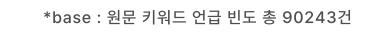 *base : 원문 키워드 언급 빈도 총 90243건